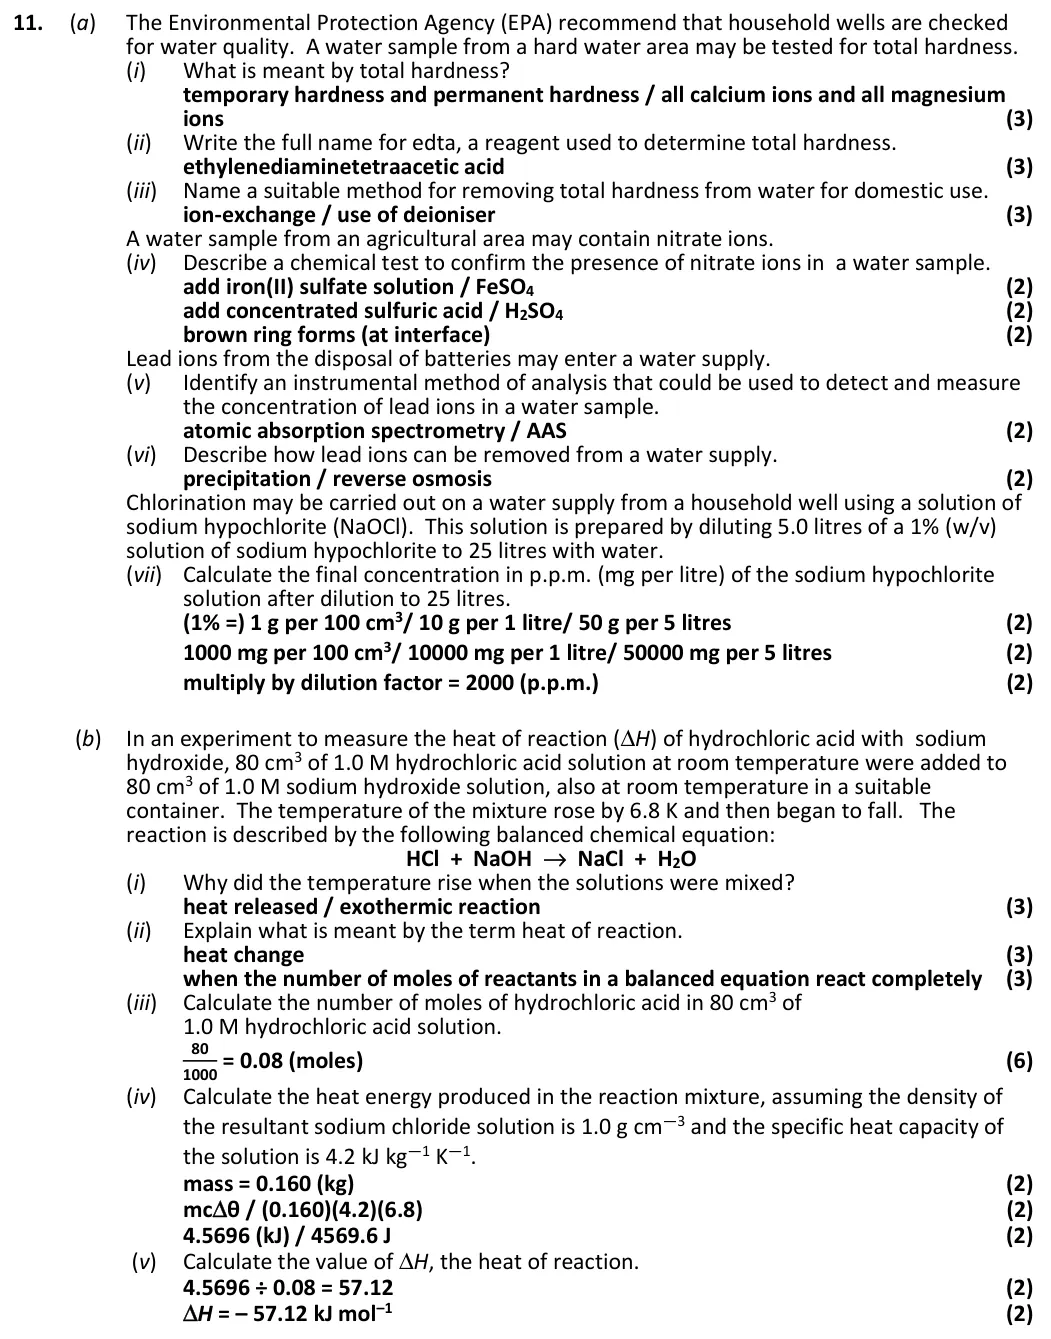 11. (a) The Environmental Protection Agency (EPA) recommend that household wells are checked
for water quality. A water sample from a hard water area may be tested for total hardness.
(i) What is meant by total hardness?
temporary hardness and permanent hardness / all calcium ions and all magnesium
ions (3)
(ii) Write the full name for edta, a reagent used to determine total hardness.
ethylenediaminetetraacetic acid (3)
(iii) Name a suitable method for removing total hardness from water for domestic use.
ion-exchange / use of deioniser (3)
A water sample from an agricultural area may contain nitrate ions.
(iv) Describe a chemical test to confirm the presence of nitrate ions in a water sample.
add iron(II) sulfate solution / FeSO₄ (2)
add concentrated sulfuric acid / H₂SO₄ (2)
brown ring forms (at interface) (2)
Lead ions from the disposal of batteries may enter a water supply.
(v) Identify an instrumental method of analysis that could be used to detect and measure
the concentration of lead ions in a water sample.
atomic absorption spectrometry / AAS (2)
(vi) Describe how lead ions can be removed from a water supply.
precipitation / reverse osmosis (2)
Chlorination may be carried out on a water supply from a household well using a solution of
sodium hypochlorite (NaOCl). This solution is prepared by diluting 5.0 litres of a 1% (w/v)
solution of sodium hypochlorite to 25 litres with water.
(vii) Calculate the final concentration in p.p.m. (mg per litre) of the sodium hypochlorite
solution after dilution to 25 litres.
(1% =) 1 g per 100 cm³/ 10 g per 1 litre/ 50 g per 5 litres (2)
1000 mg per 100 cm³/ 10000 mg per 1 litre/ 50000 mg per 5 litres (2)
multiply by dilution factor = 2000 (p.p.m.) (2)
(b) In an experiment to measure the heat of reaction (ΔH) of hydrochloric acid with sodium
hydroxide, 80 cm³ of 1.0 M hydrochloric acid solution at room temperature were added to
80 cm³ of 1.0 M sodium hydroxide solution, also at room temperature in a suitable
container. The temperature of the mixture rose by 6.8 K and then began to fall. The
reaction is described by the following balanced chemical equation:
HCl + NaOH → NaCl + H₂O
(i) Why did the temperature rise when the solutions were mixed?
heat released / exothermic reaction (3)
(ii) Explain what is meant by the term heat of reaction.
heat change (3)
when the number of moles of reactants in a balanced equation react completely (3)
(iii) Calculate the number of moles of hydrochloric acid in 80 cm³ of
1.0 M hydrochloric acid solution.
80/1000 = 0.08 (moles) (6)
(iv) Calculate the heat energy produced in the reaction mixture, assuming the density of
the resultant sodium chloride solution is 1.0 g cm⁻³ and the specific heat capacity of
the solution is 4.2 kJ kg⁻¹ K⁻¹.
mass = 0.160 (kg) (2)
mcΔθ / (0.160)(4.2)(6.8) (2)
4.5696 (kJ) / 4569.6 J (2)
(v) Calculate the value of ΔH, the heat of reaction.
4.5696 ÷ 0.08 = 57.12 (2)
ΔH = – 57.12 kJ mol⁻¹ (2)